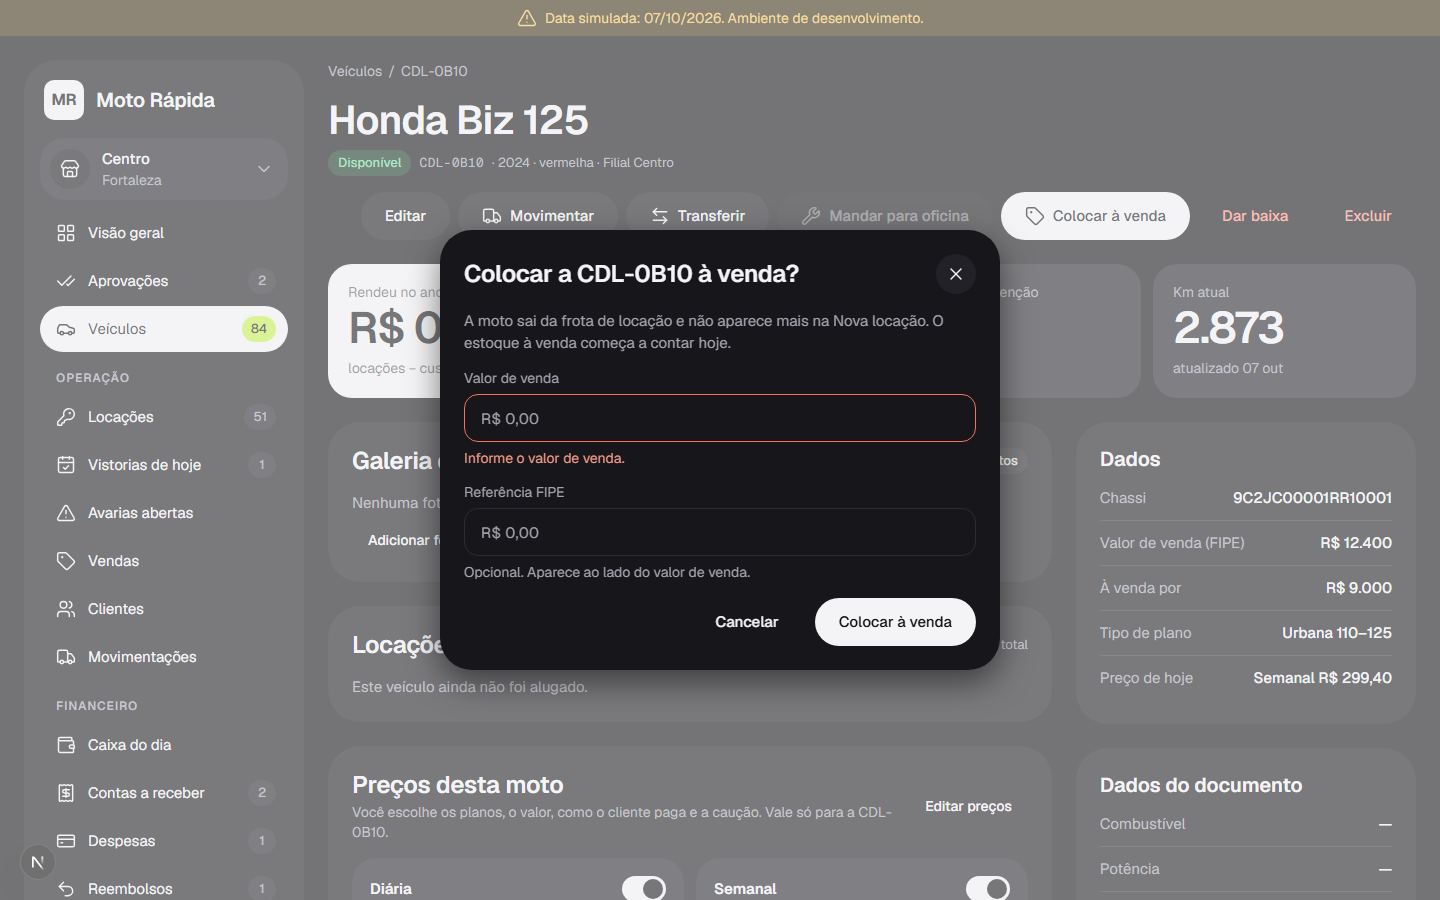 Data simulada: 07/10/2026. Ambiente de desenvolvimento.
MR Moto Rápida
Centro
Fortaleza
Visão geral
Aprovações 2
Veículos 84
OPERAÇÃO
Locações 51
Vistorias de hoje 1
Avarias abertas
Vendas
Clientes
Movimentações
FINANCEIRO
Caixa do dia
Contas a receber 2
Despesas 1
Reembolsos 1
Veículos / CDL-0B10
Honda Biz 125
Disponível CDL-0B10 · 2024 · vermelha · Filial Centro
Editar Movimentar Transferir Mandar para oficina Colocar à venda Dar baixa Excluir
Rendeu no
R$ 0
locações –
Km atual
2.873
atualizado 07 out
Colocar a CDL-0B10 à venda?
A moto sai da frota de locação e não aparece mais na Nova locação. O
estoque à venda começa a contar hoje.
Valor de venda
R$ 0,00
Informe o valor de venda.
Referência FIPE
R$ 0,00
Opcional. Aparece ao lado do valor de venda.
Cancelar Colocar à venda
Galeria
Nenhuma
Adicionar
total
Este veículo ainda não foi alugado.
Preços desta moto
Você escolhe os planos, o valor, como o cliente paga e a caução. Vale só para a CDL-
0B10.
Editar preços
Diária
Semanal
Dados
Chassi 9C2JC00001RR10001
Valor de venda (FIPE) R$ 12.400
À venda por R$ 9.000
Tipo de plano Urbana 110–125
Preço de hoje Semanal R$ 299,40
Dados do documento
Combustível —
Potência —